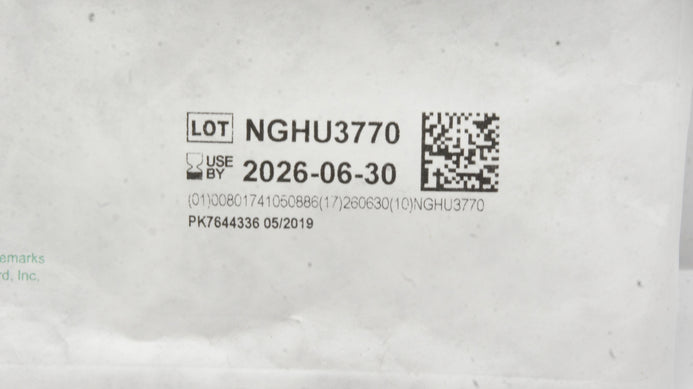 LOT NGHU3770
USE BY 2026-06-30
(01)00801741050886(17)260630(10)NGHU3770
PK7644336 05/2019
emarks
rd, Inc.